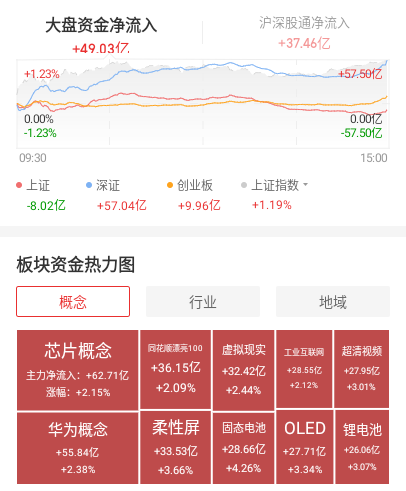 大盘资金净流入
+49.03亿
沪深股通净流入
+37.46亿
+1.23%
+57.50亿
0.00%
0.00亿
-1.23%
-57.50亿
09:30
15:00
上证
深证
创业板
上证指数
-8.02亿
+57.04亿
+9.96亿
+1.19%
板块资金热力图
概念
行业
地域
芯片概念
主力净流入：+62.71亿
涨幅：+2.15%
同花顺漂亮100
+36.15亿
+2.09%
虚拟现实
+32.42亿
+2.44%
工业互联网
+28.55亿
+2.12%
超清视频
+27.95亿
+3.01%
华为概念
+55.84亿
+2.38%
柔性屏
+33.53亿
+3.66%
固态电池
+28.66亿
+4.26%
OLED
+27.71亿
+3.34%
锂电池
+26.06亿
+3.07%